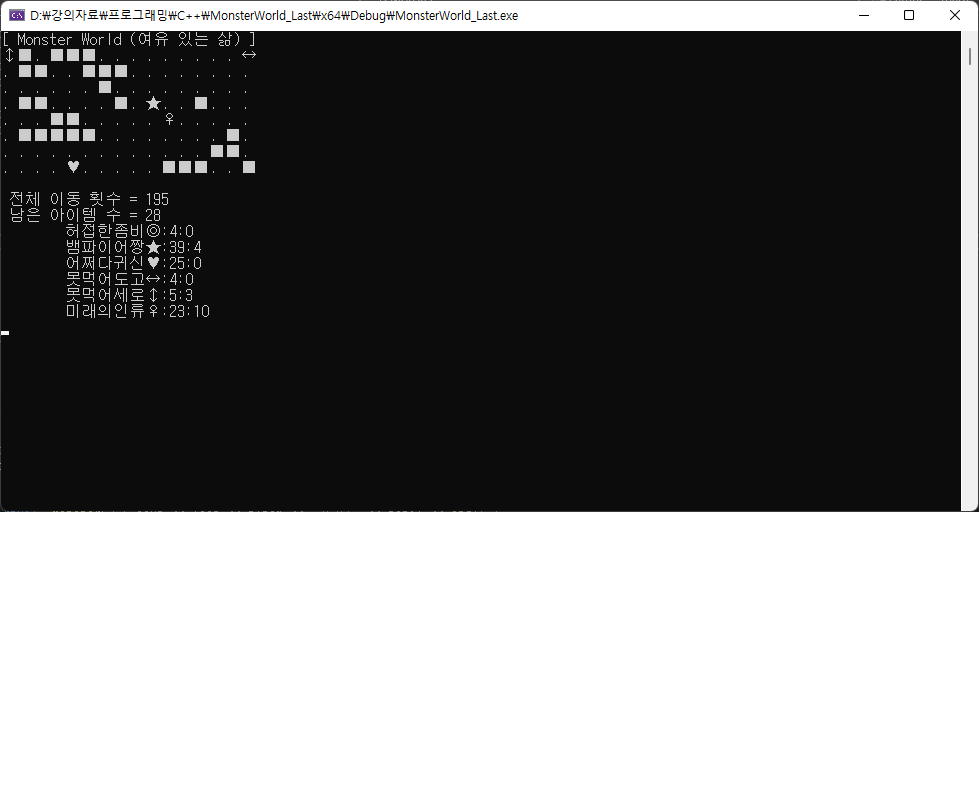 D:\강의자료\프로그래밍\C++\MonsterWorld_Last\x64\Debug\MonsterWorld_Last.exe
[ Monster World (여유 있는 삶) ]
↕■. ■■■. . . . . . . . . ↔
. ■■. . ■■■. . . . . . . .
. . . . . . ■. . . . . . . . .
. ■■. . . . ■. ★. . ■. . .
. . . ■■. . . . . ♀. . . . .
. ■■■■■. . . . . . . . ■.
. . . . . . . . . . . . . ■■.
. . . . ♥. . . . . ■■■. . ■
전체 이동 횟수 = 195
남은 아이템 수 = 28
허접한좀비◎:4:0
뱀파이어짱★:39:4
어쩌다귀신♥:25:0
못먹어도고↔:4:0
못먹어세로↕:5:3
미래의인류♀:23:10